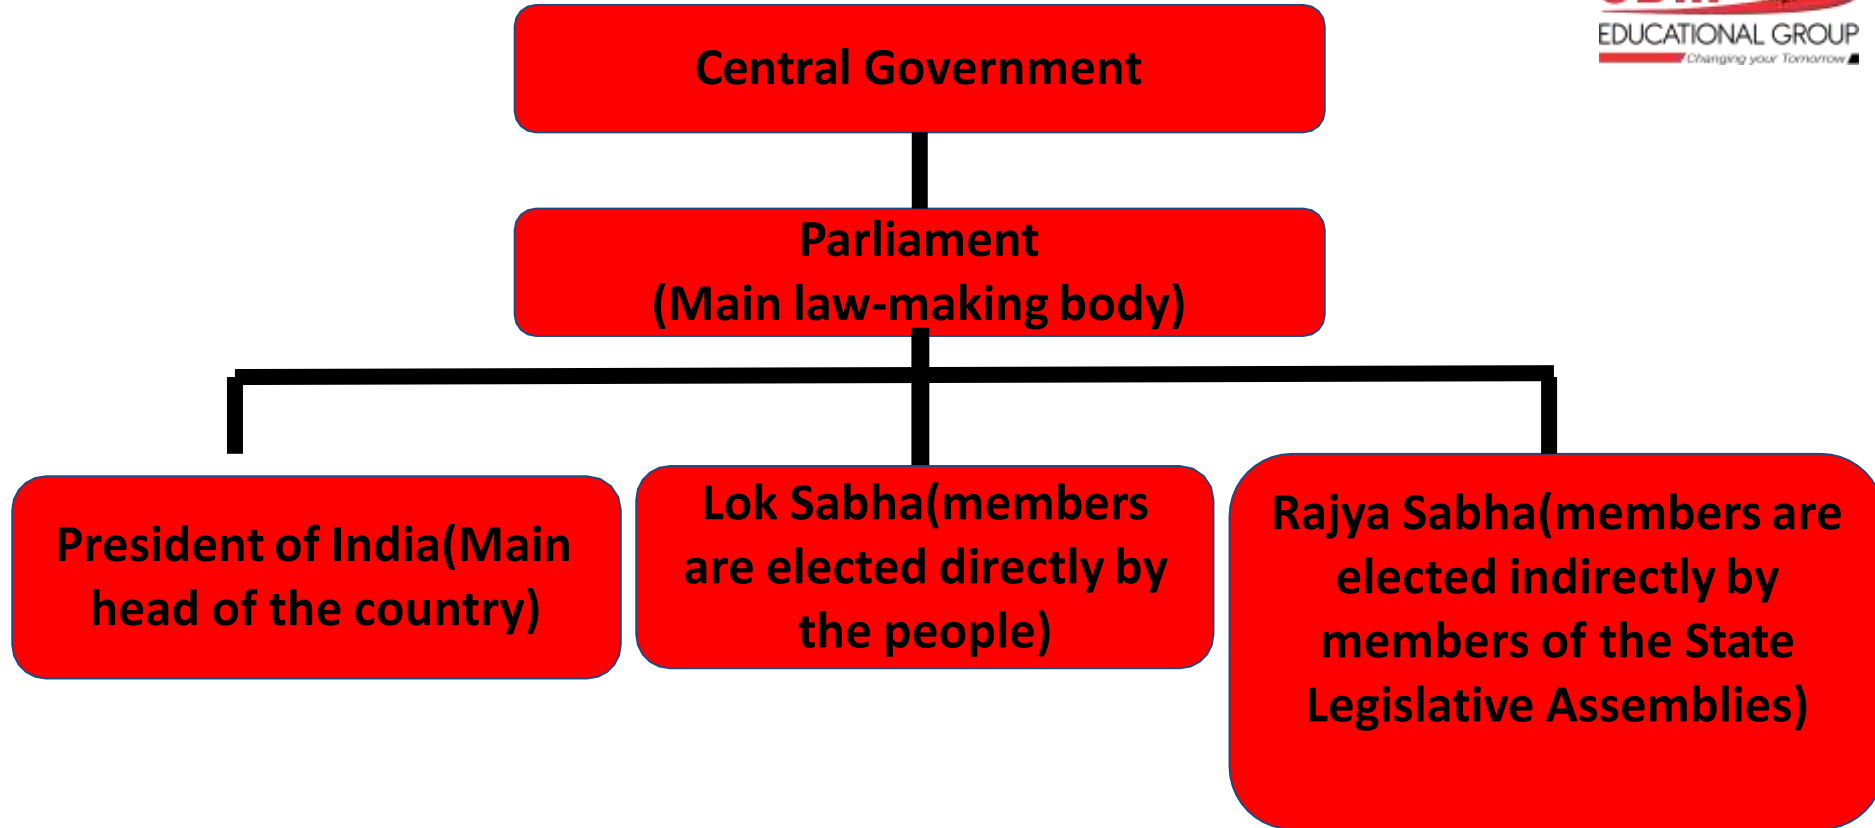 EDUCATIONAL GROUP
Changing your Tomorrow
Central Government
Parliament
(Main law-making body)
President of India(Main
head of the country)
Lok Sabha(members
are elected directly by
the people)
Rajya Sabha(members are
elected indirectly by
members of the State
Legislative Assemblies)